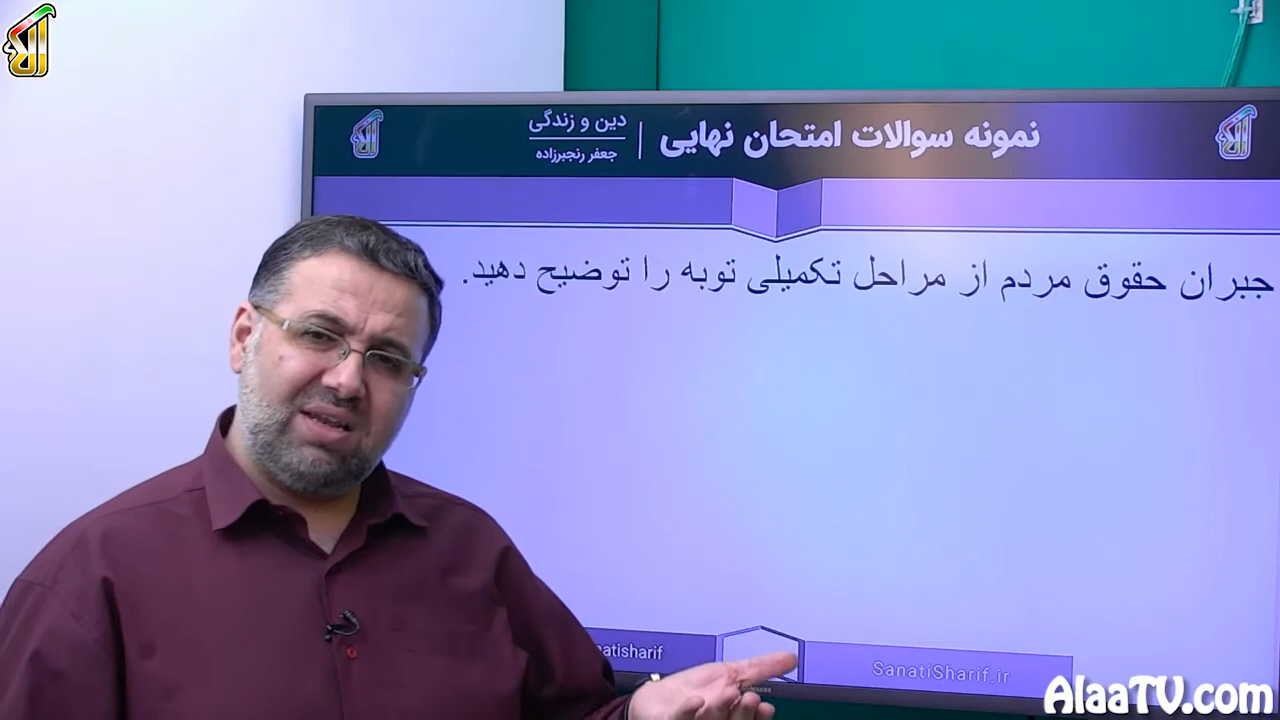 نمونه سوالات امتحان نهایی
دین و زندگی
جعفر رنجبرزاده
جبران حقوق مردم از مراحل تکمیلی توبه را توضیح دهید.
natisharif
SanatiSharif.ir
AlaaTV.com